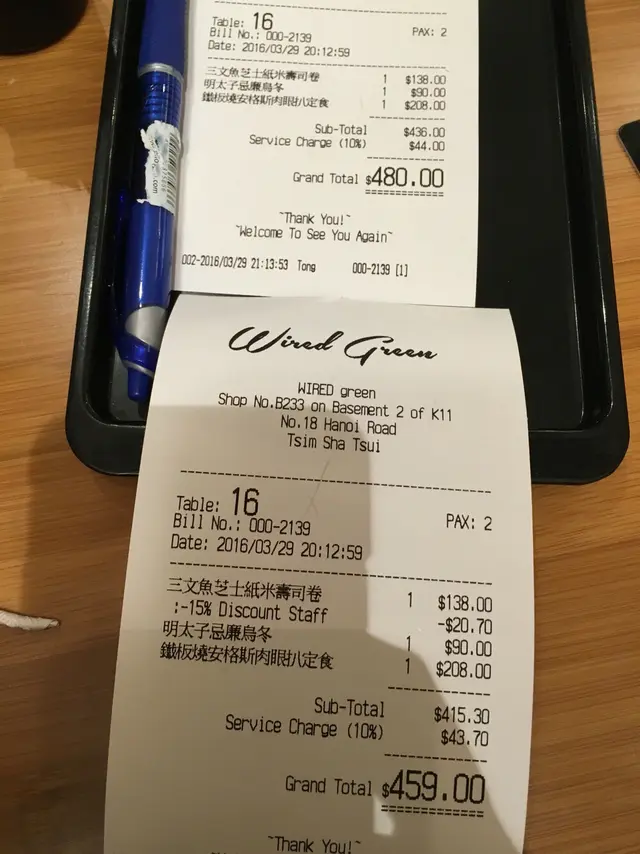 Table: 16
PAX: 2
Bill No.: 000-2139
Date: 2016/03/29 20:12:59
三文魚芝士紙米壽司卷 1 $138.00
明太子忌廉烏冬 1 $90.00
鐵板燒安格斯肉眼扒定食 1 $208.00
Sub-Total $436.00
Service Charge (10%) $44.00
Grand Total $480.00
~Thank You!~
~Welcome To See You Again~
002-2016/03/29 21:13:53 Tong 000-2139 [1]
Wired Green
WIRED green
Shop No.B233 on Basement 2 of K11
No.18 Hanoi Road
Tsim Sha Tsui
Table: 16
Bill No.: 000-2139 PAX: 2
Date: 2016/03/29 20:12:59
三文魚芝士紙米壽司卷 1 $138.00
:-15% Discount Staff -$20.70
明太子忌廉烏冬 1 $90.00
鐵板燒安格斯肉眼扒定食 1 $208.00
Sub-Total $415.30
Service Charge (10%) $43.70
Grand Total $459.00
~Thank You!~